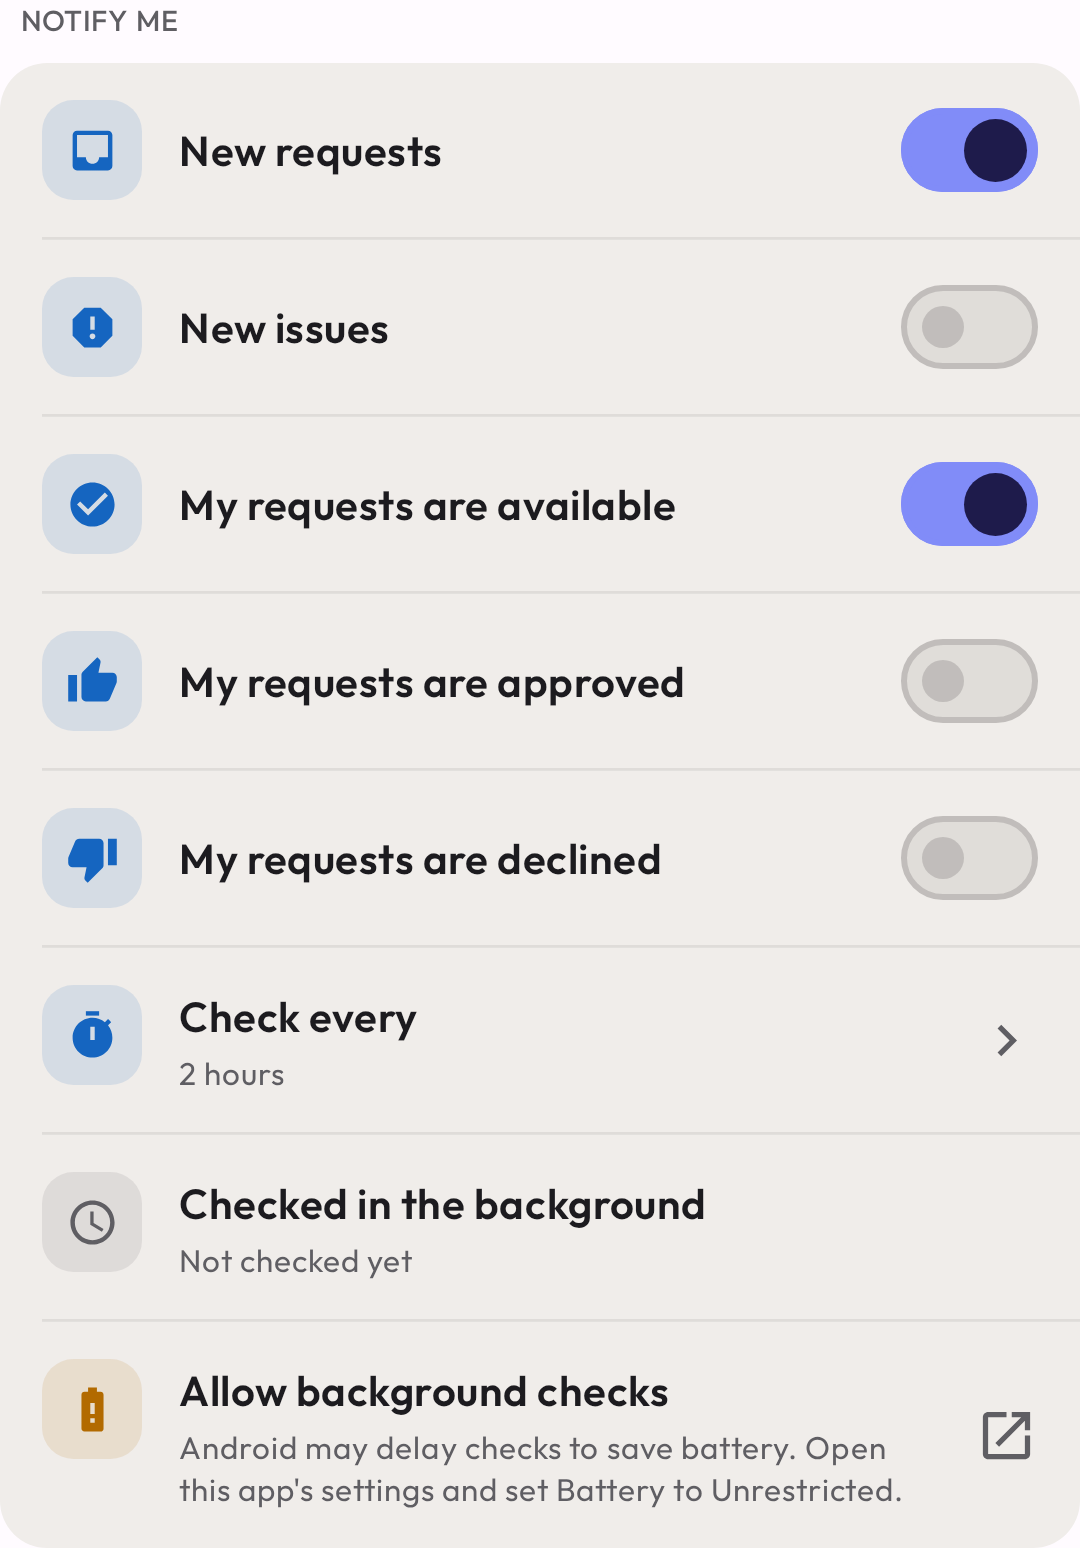 NOTIFY ME
New requests
New issues
My requests are available
My requests are approved
My requests are declined
Check every
2 hours
Checked in the background
Not checked yet
Allow background checks
Android may delay checks to save battery. Open
this app's settings and set Battery to Unrestricted.